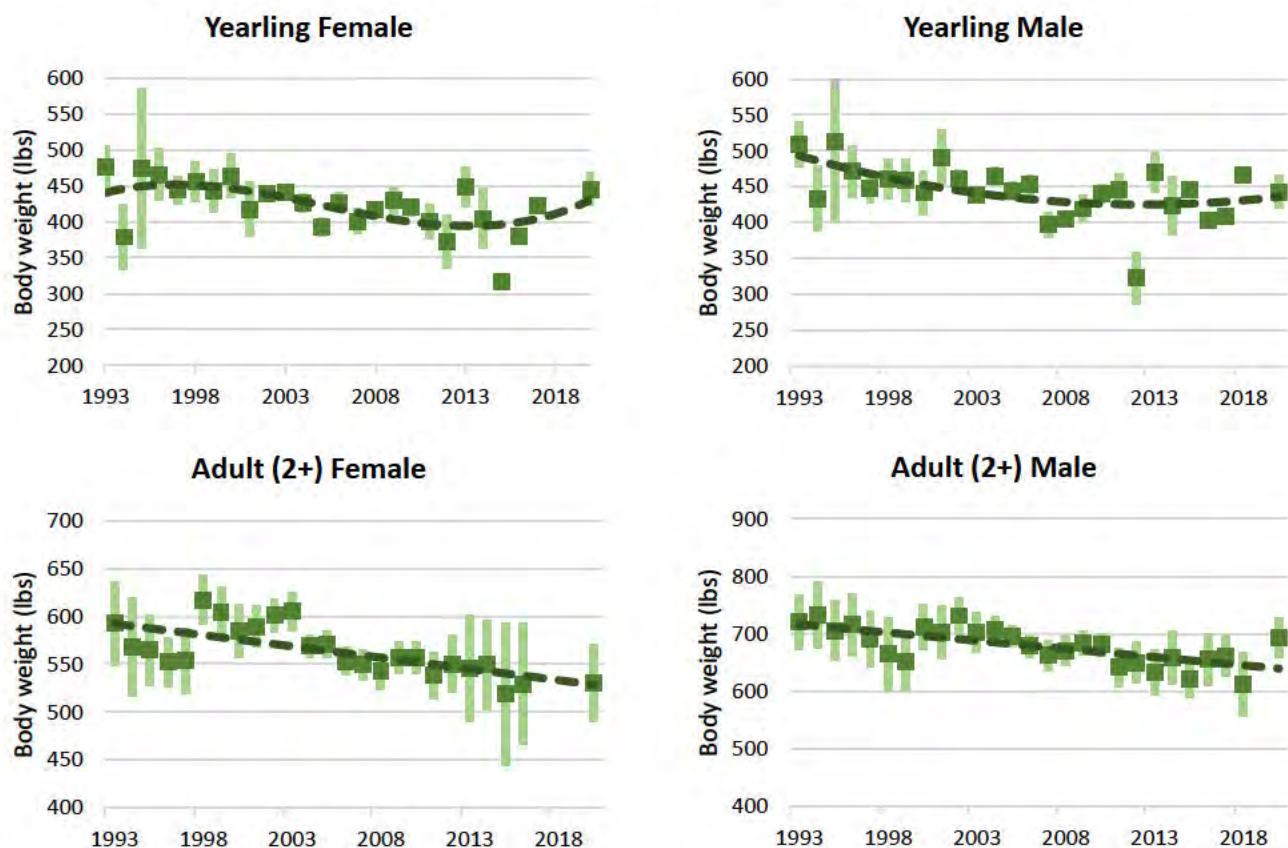 Yearling Female
Body weight (lbs)
600
550
500
450
400
350
300
250
200
1993 1998 2003 2008 2013 2018
Yearling Male
Body weight (lbs)
600
550
500
450
400
350
300
250
200
1993 1998 2003 2008 2013 2018
Adult (2+) Female
Body weight (lbs)
700
650
600
550
500
450
400
1993 1998 2003 2008 2013 2018
Adult (2+) Male
Body weight (lbs)
900
800
700
600
500
400
1993 1998 2003 2008 2013 2018